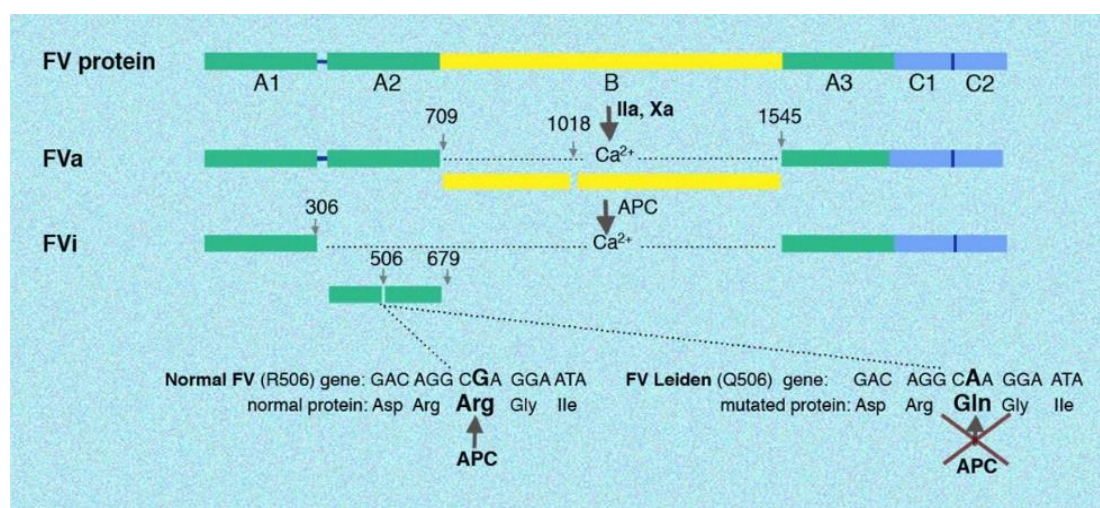 FV protein
A1 A2 B A3 C1 C2
IIa, Xa
709 1018 1545
FVa Ca2+
APC
306
FVi Ca2+
506 679
Normal FV (R506) gene: GAC AGG CGA GGA ATA
normal protein: Asp Arg Arg Gly Ile
APC
FV Leiden (Q506) gene: GAC AGG CAA GGA ATA
mutated protein: Asp Arg Gln Gly Ile
APC